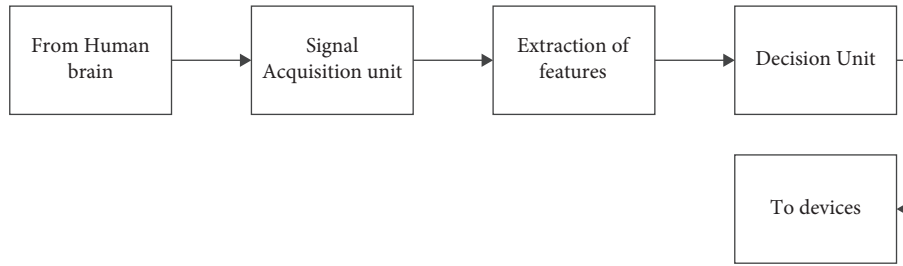 From Human
brain
Signal
Acquisition unit
Extraction of
features
Decision Unit
To devices